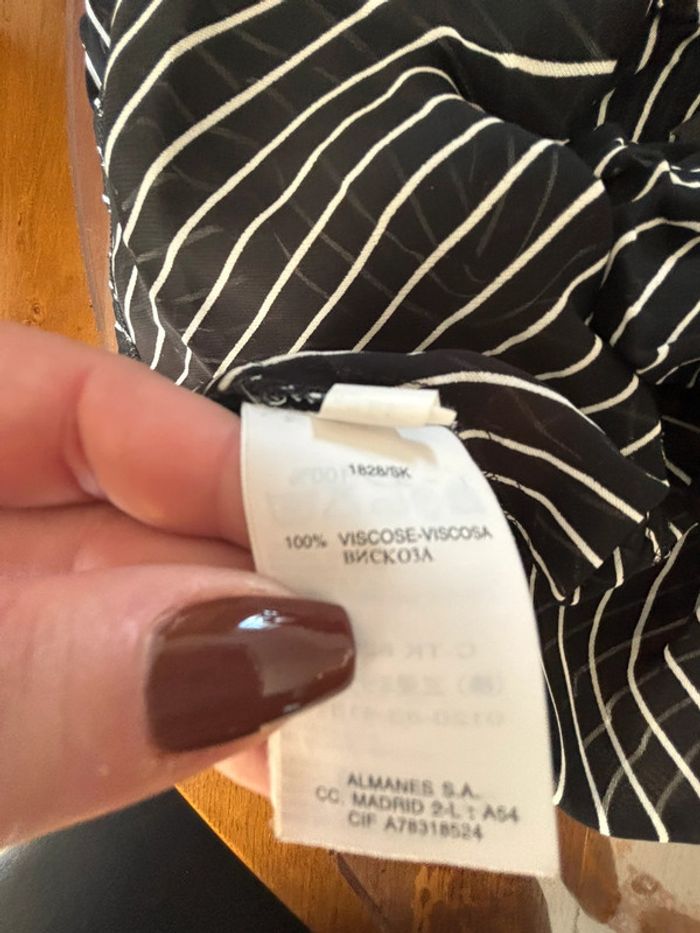 1828/SK
100% VISCOSE-VISCOSA
ВИСКОЗА
ALMANES S.A.
CC. MADRID 2-L : A54
CIF A78318524